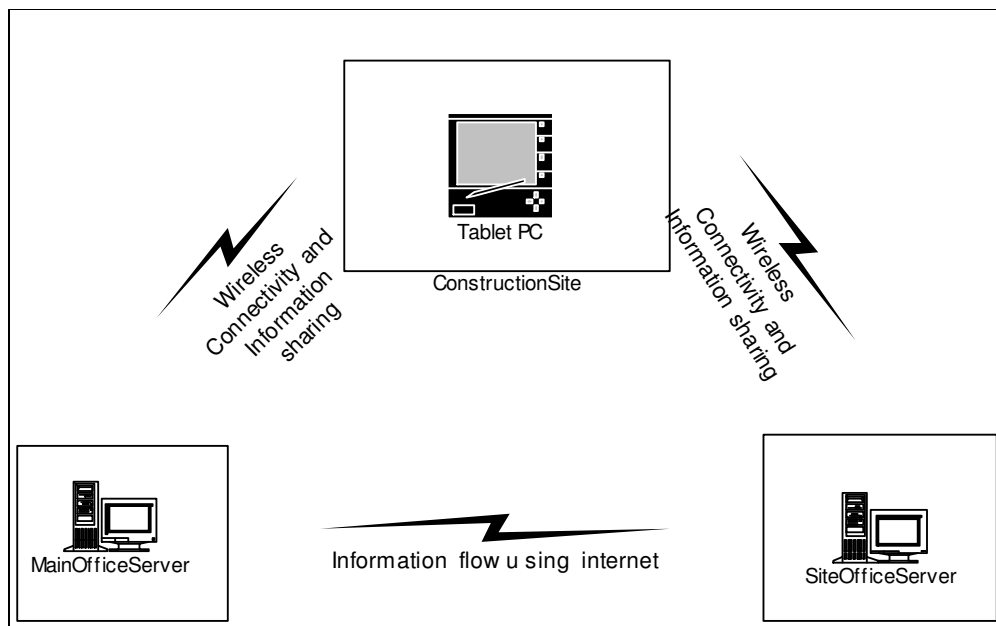 Tablet PC
ConstructionSite
Wireless
Connectivity and
Information
sharing
Wireless
Connectivity and
Information sharing
MainOfficeServer
Information flow u sing internet
SiteOfficeServer